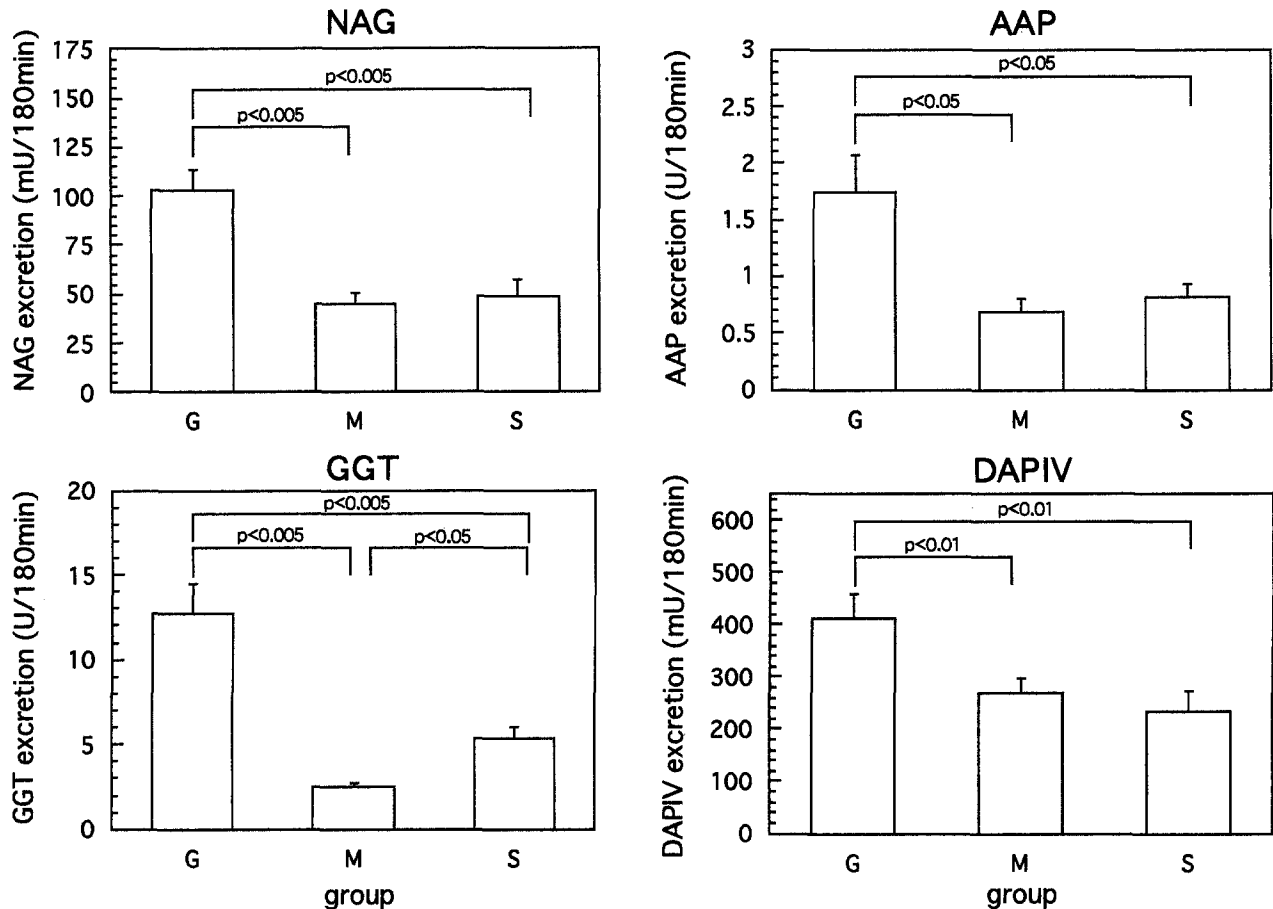 NAG
NAG excretion (mU/180min)
175
150
125
100
75
50
25
0
p<0.005
p<0.005
G M S
AAP
AAP excretion (U/180min)
3
2.5
2
1.5
1
0.5
0
p<0.05
p<0.05
G M S
GGT
GGT excretion (U/180min)
20
15
10
5
0
p<0.005
p<0.005
p<0.05
G M S
group
DAPIV
DAPIV excretion (mU/180min)
600
500
400
300
200
100
0
p<0.01
p<0.01
G M S
group